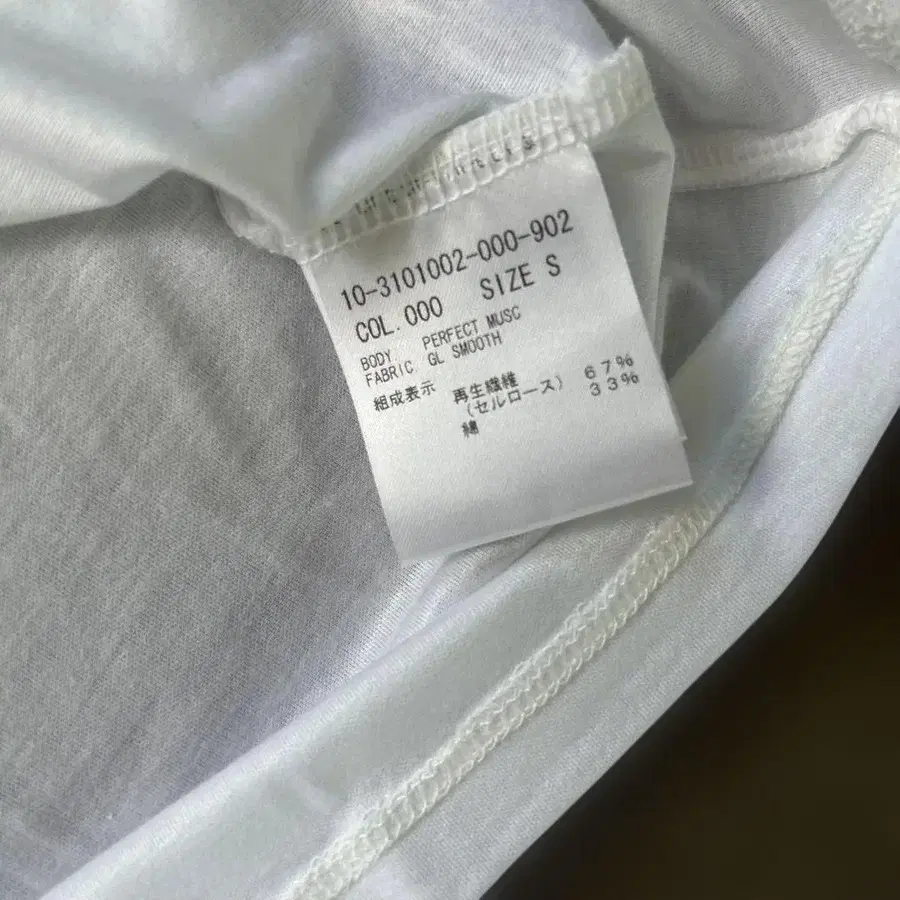 10-3101002-000-902
COL.000 SIZE S
BODY. PERFECT MUSC
FABRIC. GL SMOOTH
組成表示 再生繊維 67%
(セルロース) 33%
綿